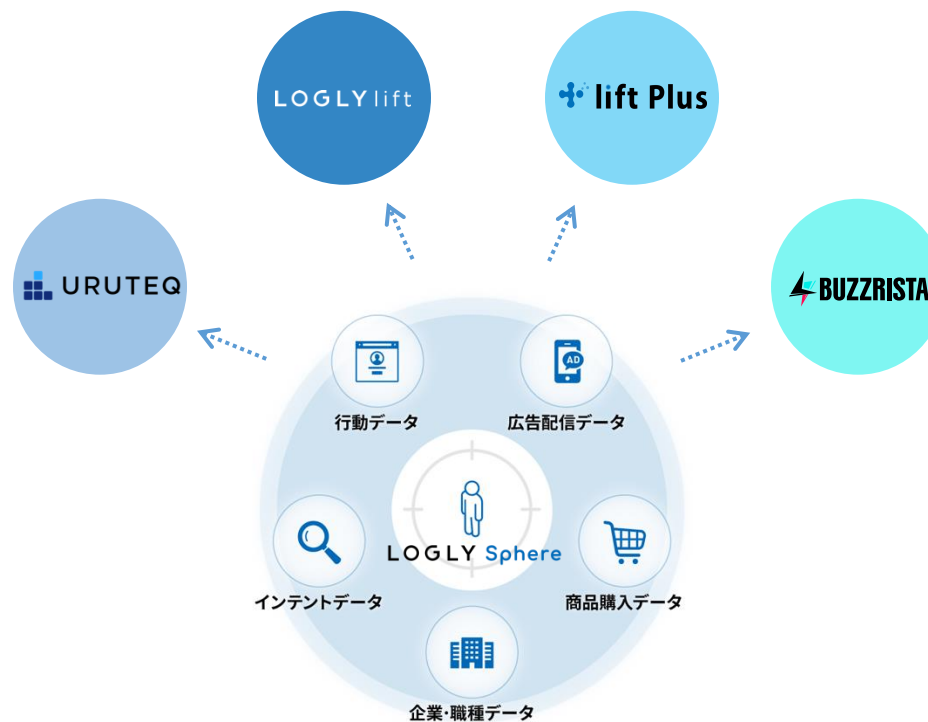 LOGLY lift
lift Plus
URUTEQ
BUZZRISTA
AD
行動データ
広告配信データ
LOGLY Sphere
インテントデータ
商品購入データ
企業・職種データ